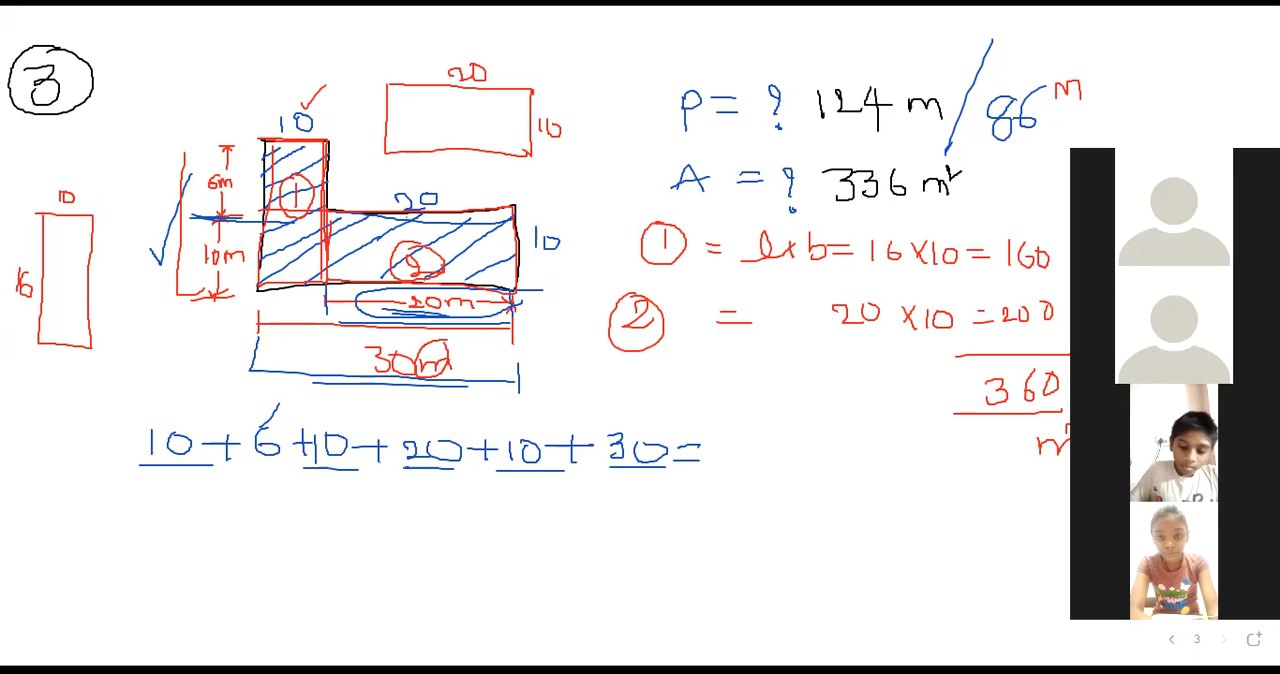 3
20
10
P = ? 124 m / 86 m
10
6m
1
A = ? 336 m²
10
20
10
1 = l x b = 16 x 10 = 160
16
10m
2
20m
2 = 20 x 10 = 200
30m
360
m²
10 + 6 + 10 + 20 + 10 + 30 =
3